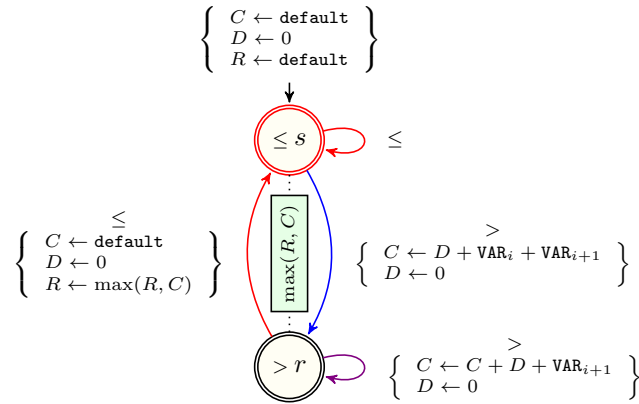 C ← default
D ← 0
R ← default
≤ s
≤
≤
C ← default
D ← 0
R ← max(R, C)
max(R, C)
>
C ← D + VAR_i + VAR_{i+1}
D ← 0
> r
>
C ← C + D + VAR_{i+1}
D ← 0